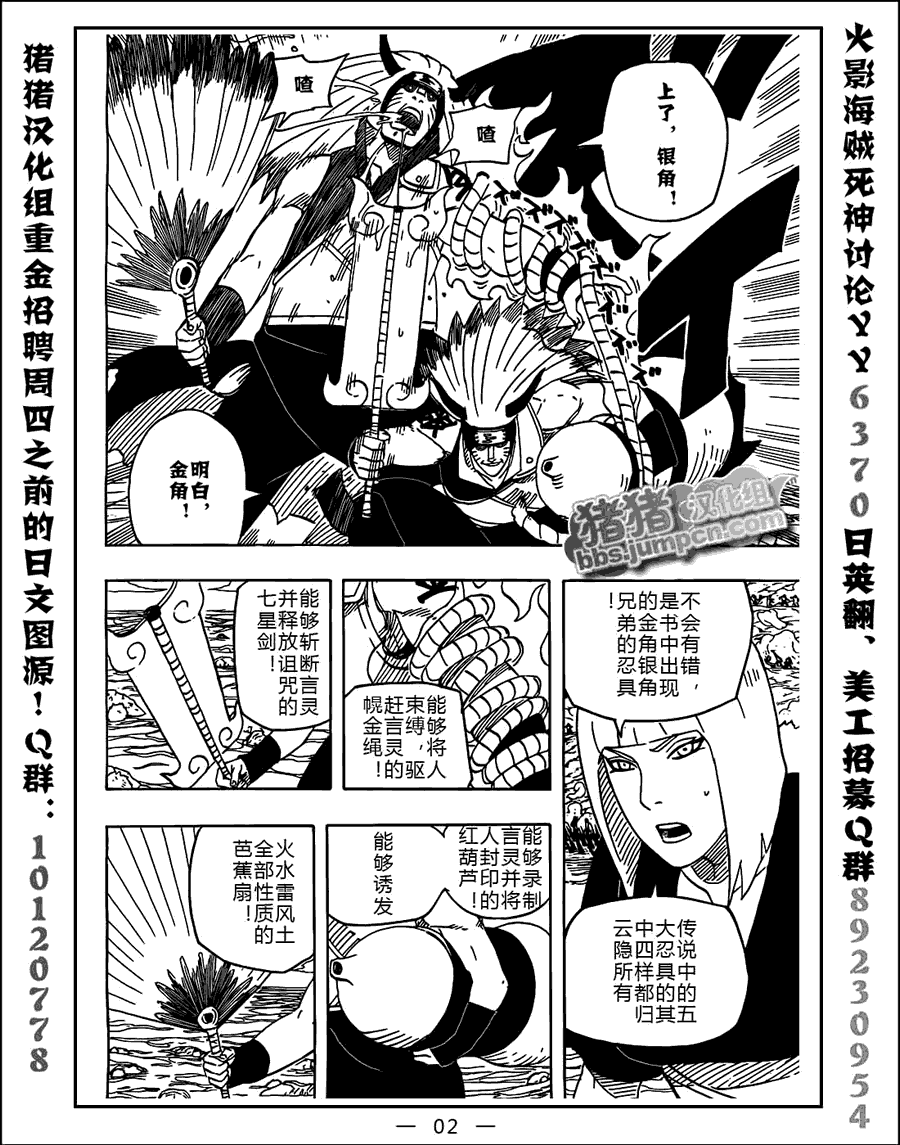 火影海贼死神讨论YY6370日英翻、美工招募Q群89230954
上了，银角！
喳
喳
明白，
金角！
猪猪汉化组
bbs.jumpcn.com
不会有错，
是书中出现
的金角银角
兄弟的忍具
！
能够将人
束缚，驱
赶言灵的
幌金绳！
能够斩断言灵
并释放诅咒的
七星剑！
传说中的五
大忍具的其
中四样都归
云隐所有
能够录制
言灵并将
人封印的
红葫芦！
能够诱发
火水雷风土
全部性质的
芭蕉扇！
猪猪汉化组重金招聘周四之前的日文图源！Q群：10120778
— 02 —